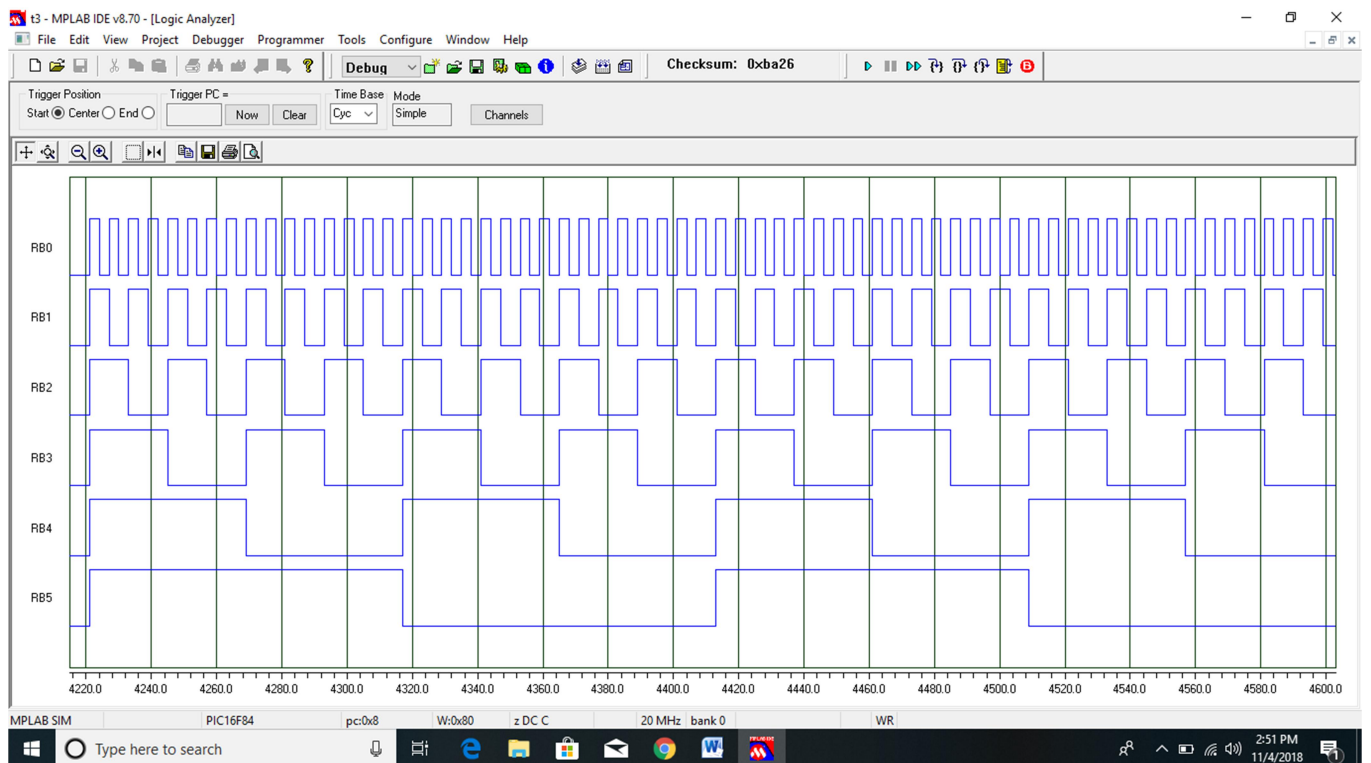 t3 - MPLAB IDE v8.70 - [Logic Analyzer]
File Edit View Project Debugger Programmer Tools Configure Window Help
Debug Checksum: 0xba26
Trigger Position Trigger PC = Time Base Mode
Start Center End Now Clear Cyc Simple Channels
RB0
RB1
RB2
RB3
RB4
RB5
4220.0 4240.0 4260.0 4280.0 4300.0 4320.0 4340.0 4360.0 4380.0 4400.0 4420.0 4440.0 4460.0 4480.0 4500.0 4520.0 4540.0 4560.0 4580.0 4600.0
MPLAB SIM PIC16F84 pc:0x8 W:0x80 z DC C 20 MHz bank 0 WR
Type here to search
2:51 PM
11/4/2018
1